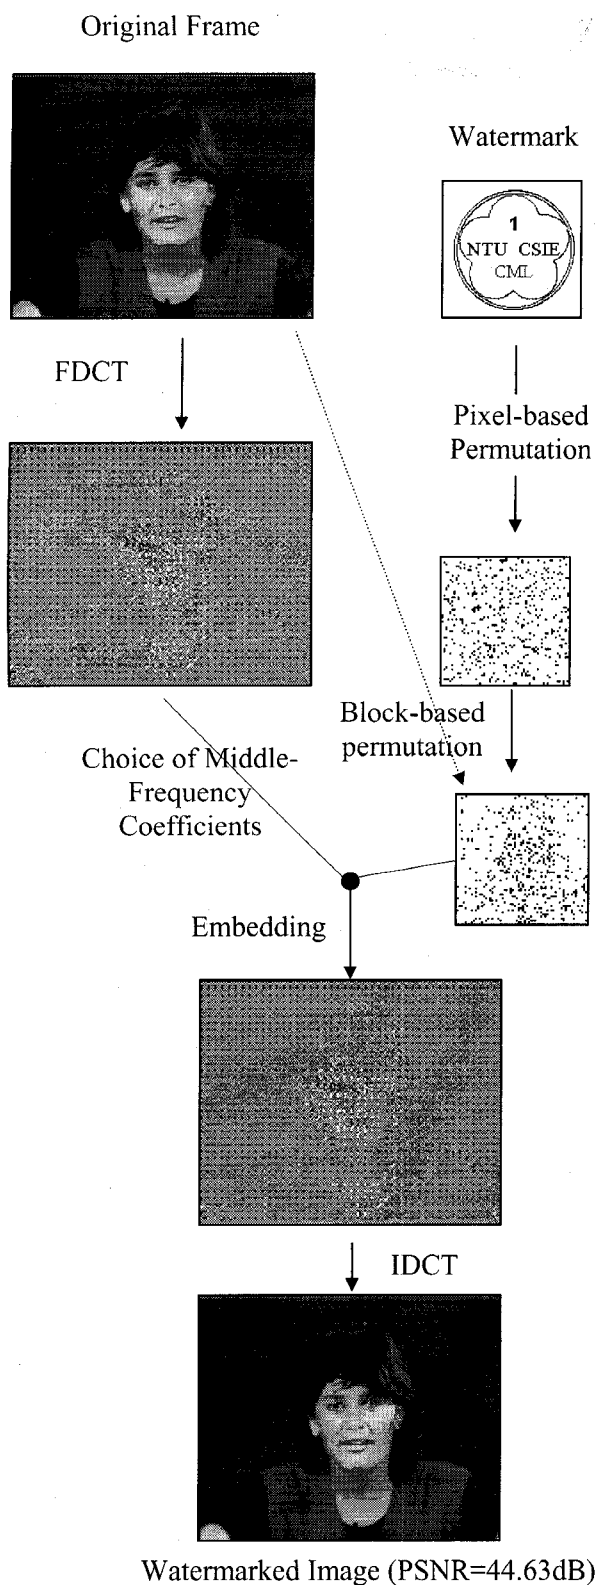 Original Frame
Watermark
1
NTU CSIE
CML
FDCT
Pixel-based
Permutation
Block-based
permutation
Choice of Middle-
Frequency
Coefficients
Embedding
IDCT
Watermarked Image (PSNR=44.63dB)